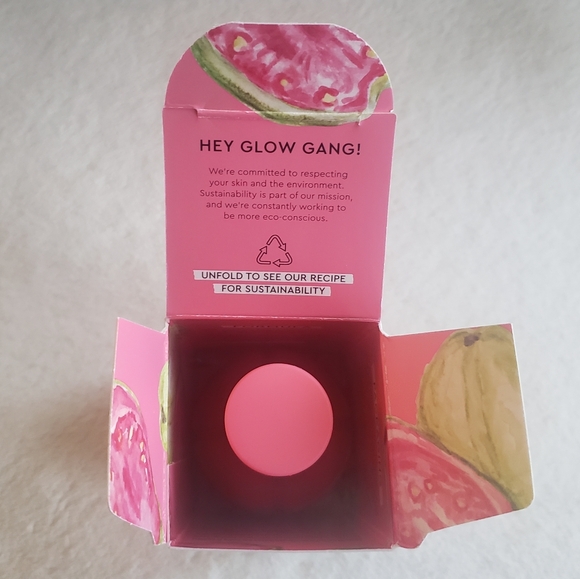 HEY GLOW GANG!
We're committed to respecting
your skin and the environment.
Sustainability is part of our mission,
and we're constantly working to
be more eco-conscious.
UNFOLD TO SEE OUR RECIPE
FOR SUSTAINABILITY